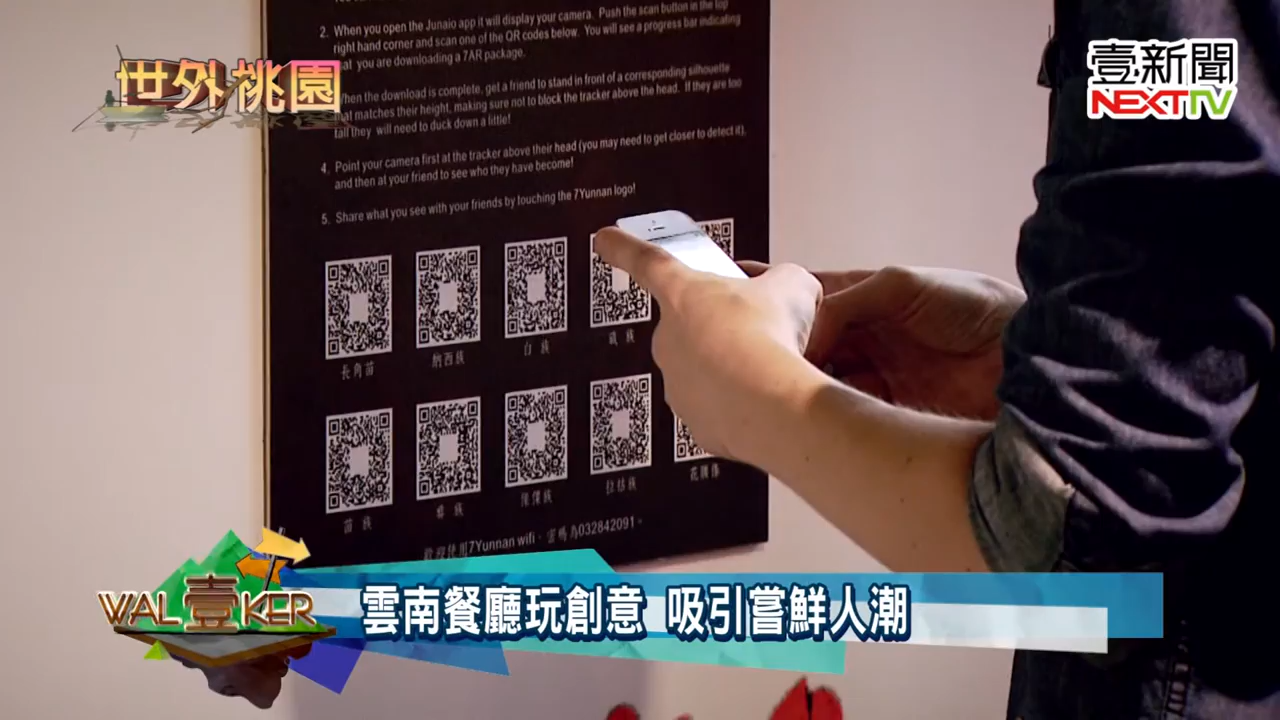 2. When you open the Junaio app it will display your camera. Push the scan button in the top
right hand corner and scan one of the QR codes below. You will see a progress bar indicating
that you are downloading a 7AR package.
When the download is complete, get a friend to stand in front of a corresponding silhouette
that matches their height, making sure not to block the tracker above the head. If they are too
tall they will need to duck down a little!
4. Point your camera first at the tracker above their head (you may need to get closer to detect it),
and then at your friend to see who they have become!
5. Share what you see with your friends by touching the 7Yunnan logo!
世外桃園
壹新聞
NEXTTV
長角苗
納西族
白族
苗族
彝族
傈僳族
拉祜族
花腰傣
歡迎使用7Yunnan wifi，密碼為032842091。
WAL壹KER
雲南餐廳玩創意 吸引嘗鮮人潮